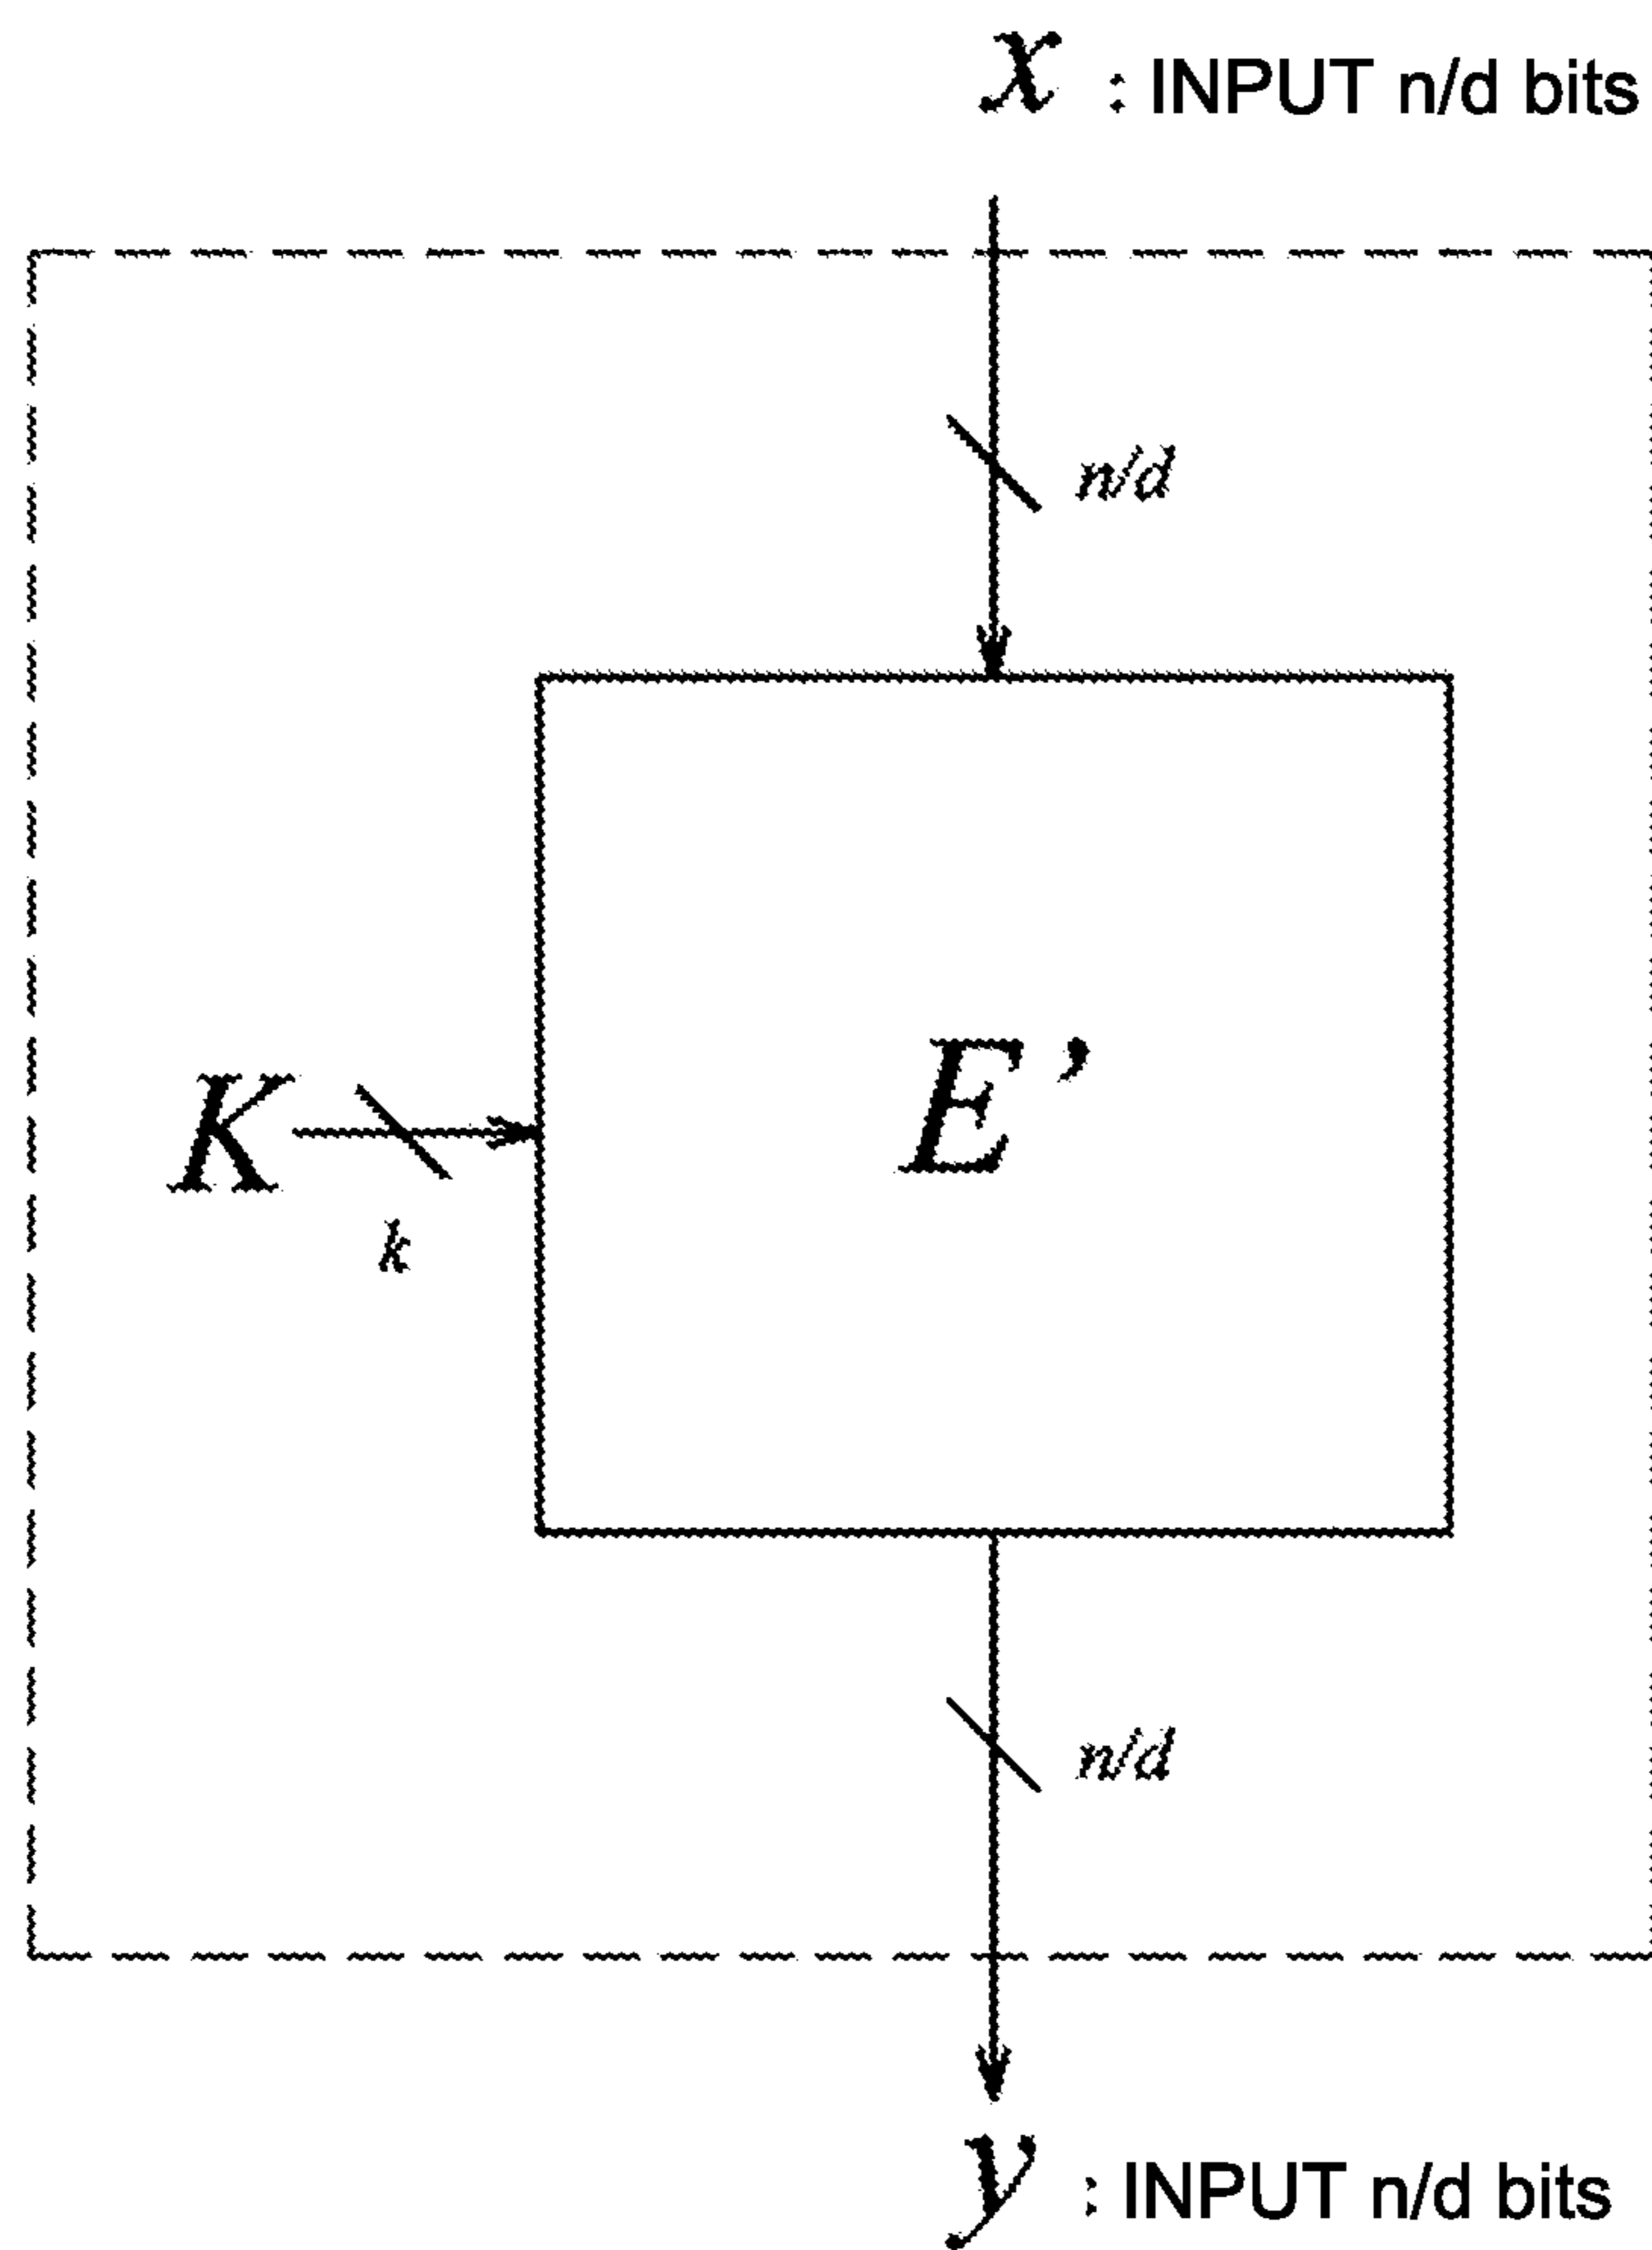 x : INPUT n/d bits
n/d
E'
K
k
n/d
y : INPUT n/d bits